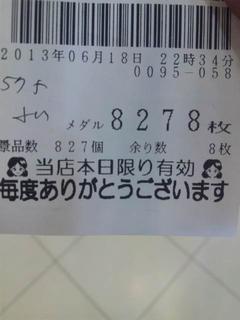 2013年06月18日 22時34分
0095-058
メダル 8278枚
景品数 827個 余り数 8枚
当店本日限り有効
毎度ありがとうございます